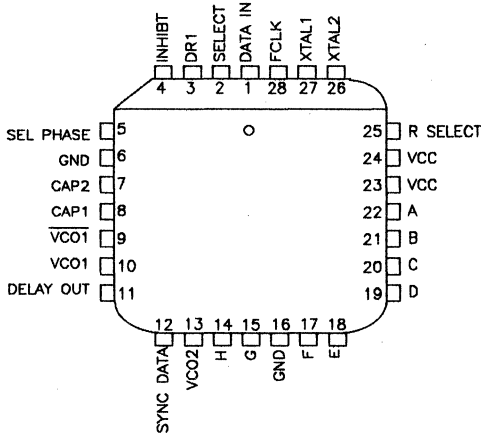 INHIBT
DR1
SELECT
DATA IN
FCLK
XTAL1
XTAL2
4 3 2 1 28 27 26
SEL PHASE 5
25 R SELECT
GND 6
24 VCC
CAP2 7
23 VCC
CAP1 8
22 A
VCO1 9
21 B
VCO1 10
20 C
DELAY OUT 11
19 D
12 13 14 15 16 17 18
SYNC DATA
VCO2
H
G
GND
F
E